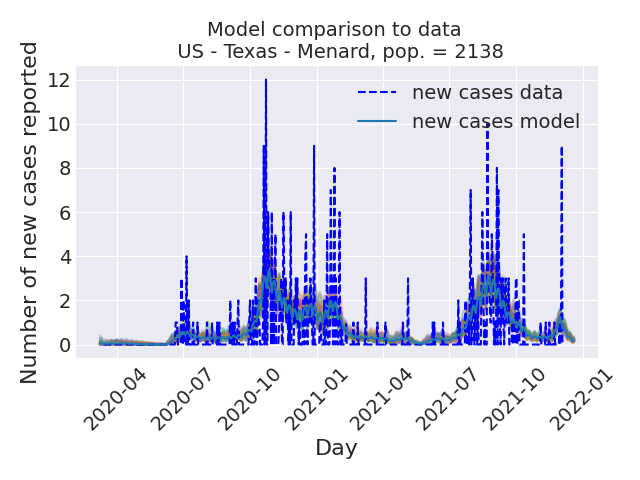 Model comparison to data
US - Texas - Menard, pop. = 2138
Number of new cases reported
12
10
8
6
4
2
0
new cases data
new cases model
2020-04
2020-07
2020-10
2021-01
2021-04
2021-07
2021-10
2022-01
Day